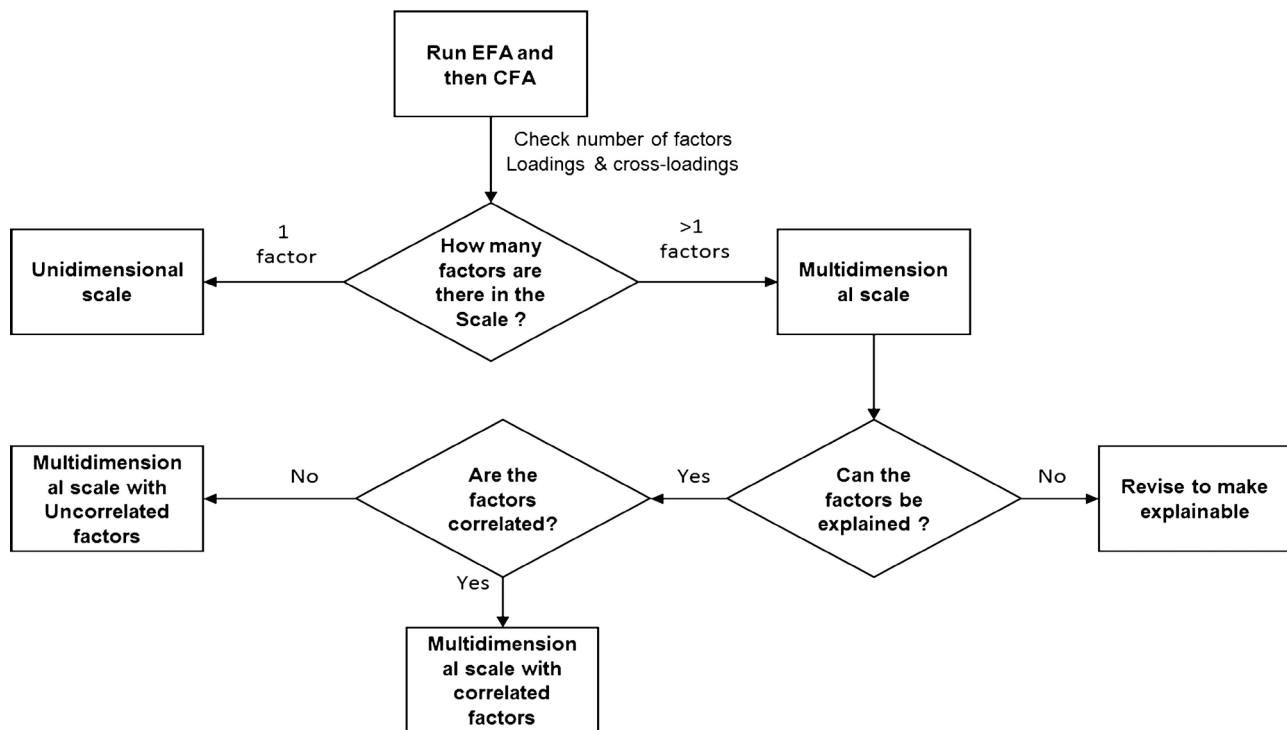 Run EFA and
then CFA
Check number of factors
Loadings & cross-loadings
1
factor
>1
factors
Unidimensional
scale
How many
factors are
there in the
Scale ?
Multidimension
al scale
Multidimension
al scale with
Uncorrelated
factors
No
Are the
factors
correlated?
Yes
Can the
factors be
explained ?
No
Revise to make
explainable
Yes
Multidimension
al scale with
correlated
factors